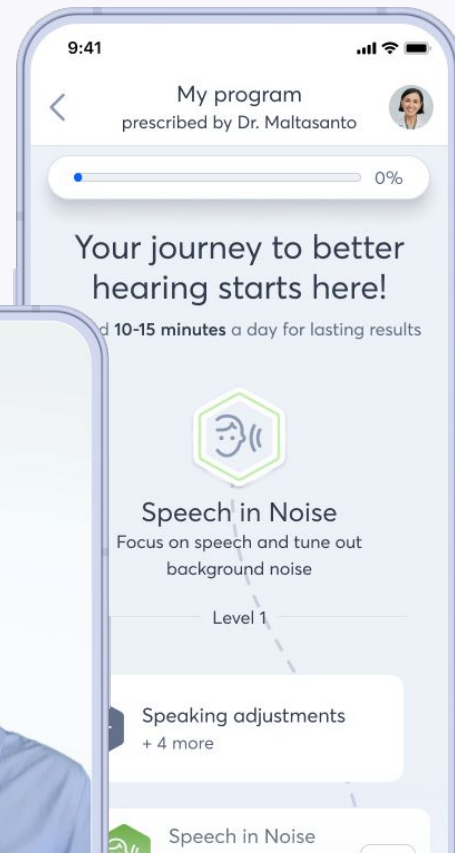 9:41
My program
prescribed by Dr. Maltasanto
0%
Your journey to better
hearing starts here!
10-15 minutes a day for lasting results
Speech in Noise
Focus on speech and tune out
background noise
Level 1
Speaking adjustments
+ 4 more
Speech in Noise